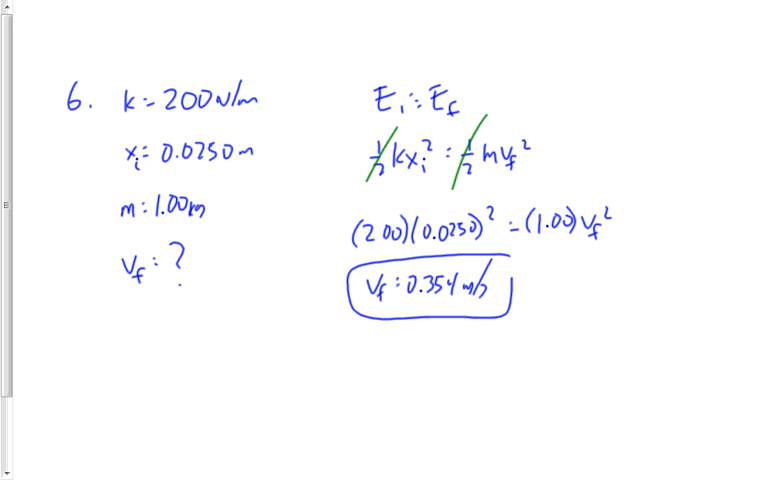 6. k = 200 N/m
xᵢ = 0.0250 m
m = 1.00 kg
v_f = ?
Eᵢ = E_f
½kxᵢ² = ½mv_f²
(200)(0.0250)² = (1.00)v_f²
v_f = 0.354 m/s